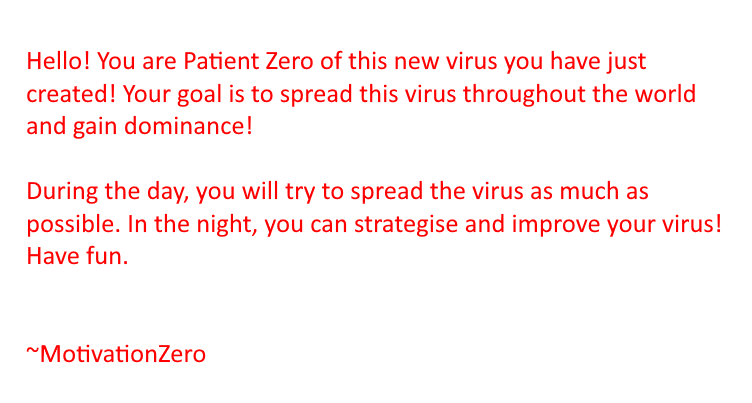 Hello! You are Patient Zero of this new virus you have just
created! Your goal is to spread this virus throughout the world
and gain dominance!
During the day, you will try to spread the virus as much as
possible. In the night, you can strategise and improve your virus!
Have fun.
~MotivationZero